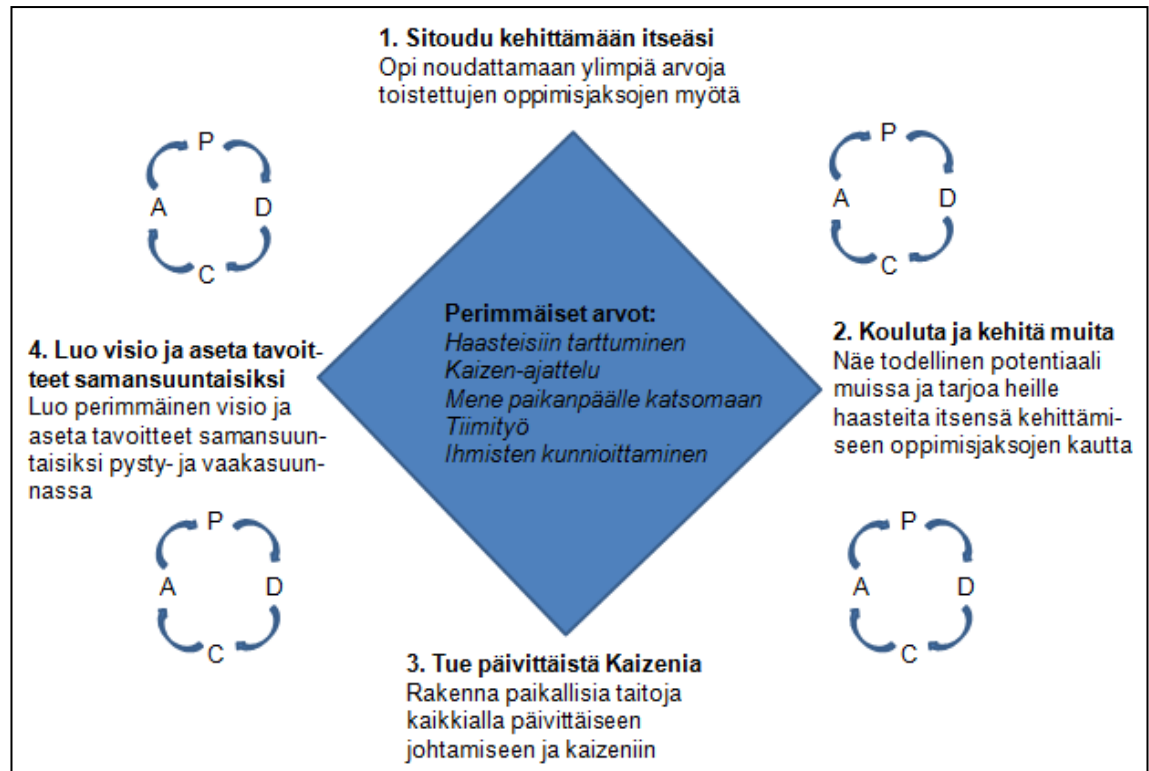 1. Sitoudu kehittämään itseäsi
Opi noudattamaan ylimpiä arvoja
toistettujen oppimisjaksojen myötä
P
A D
C
P
A D
C
Perimmäiset arvot:
Haasteisiin tarttuminen
Kaizen-ajattelu
Mene paikanpäälle katsomaan
Tiimityö
Ihmisten kunnioittaminen
2. Kouluta ja kehitä muita
Näe todellinen potentiaali
muissa ja tarjoa heille
haasteita itsensä kehittämi-
seen oppimisjaksojen kautta
4. Luo visio ja aseta tavoit-
teet samansuuntaisiksi
Luo perimmäinen visio ja
aseta tavoitteet samansuun-
taisiksi pysty- ja vaakasuun-
nassa
P
A D
C
P
A D
C
3. Tue päivittäistä Kaizenia
Rakenna paikallisia taitoja
kaikkialla päivittäiseen
johtamiseen ja kaizeniin